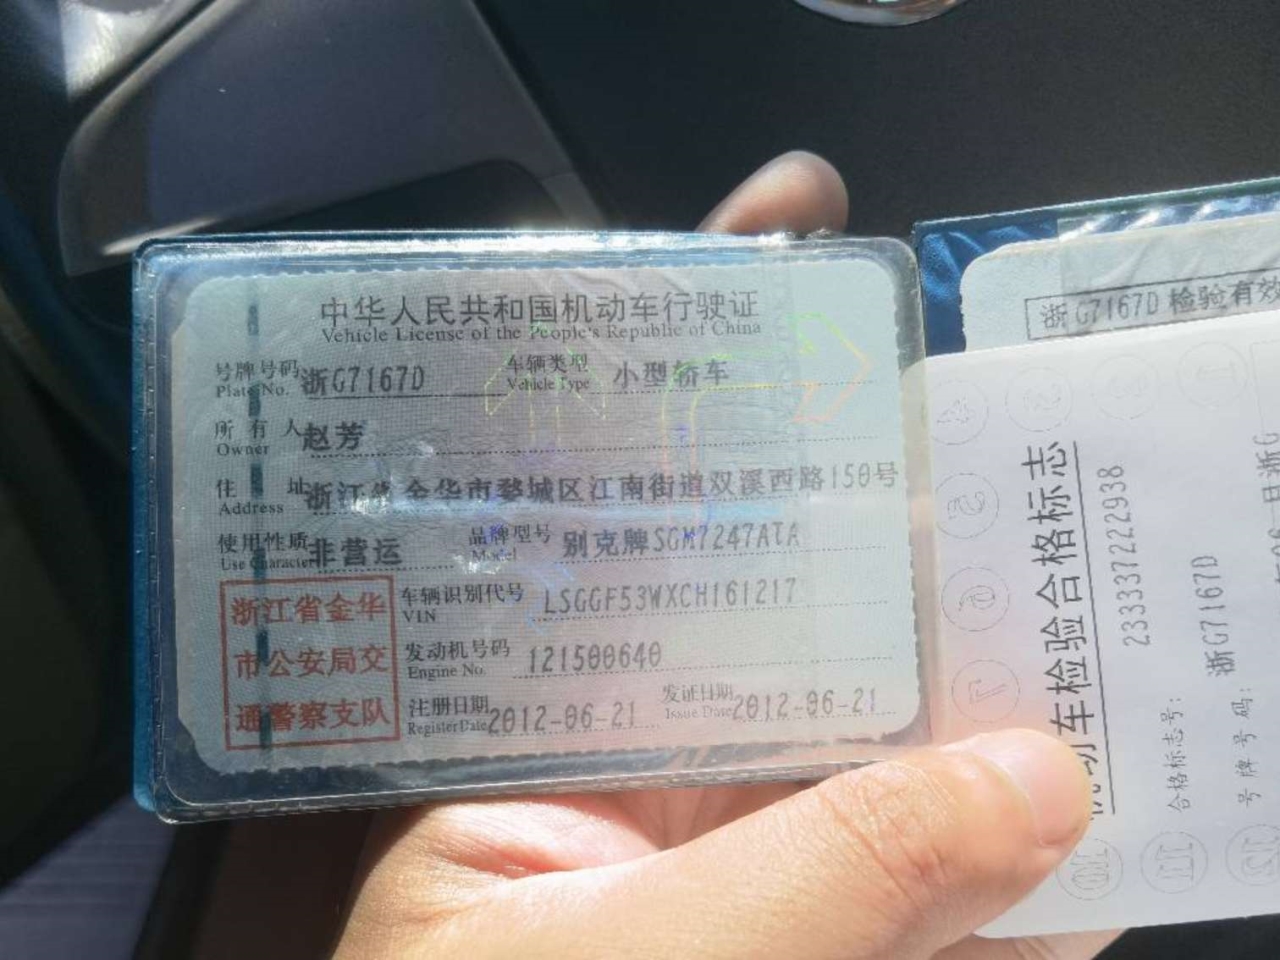 中华人民共和国机动车行驶证
Vehicle License of the People's Republic of China
号牌号码 浙G7167D 车辆类型 小型轿车
Plate No. Vehicle Type
所有人 赵芳
Owner
住址 浙江省金华市婺城区江南街道双溪西路150号
Address
使用性质 非营运 品牌型号 别克牌SGM7247ATA
Use Character Model
浙江省金华
市公安局交
通警察支队
车辆识别代号 LSGGF53WXCH161217
VIN
发动机号码 121500640
Engine No.
注册日期 2012-06-21 发证日期 2012-06-21
Register Date Issue Date
浙G7167D 检验有效
机动车检验合格标志
合格标志号: 233337722938
号牌号码: 浙G7167D